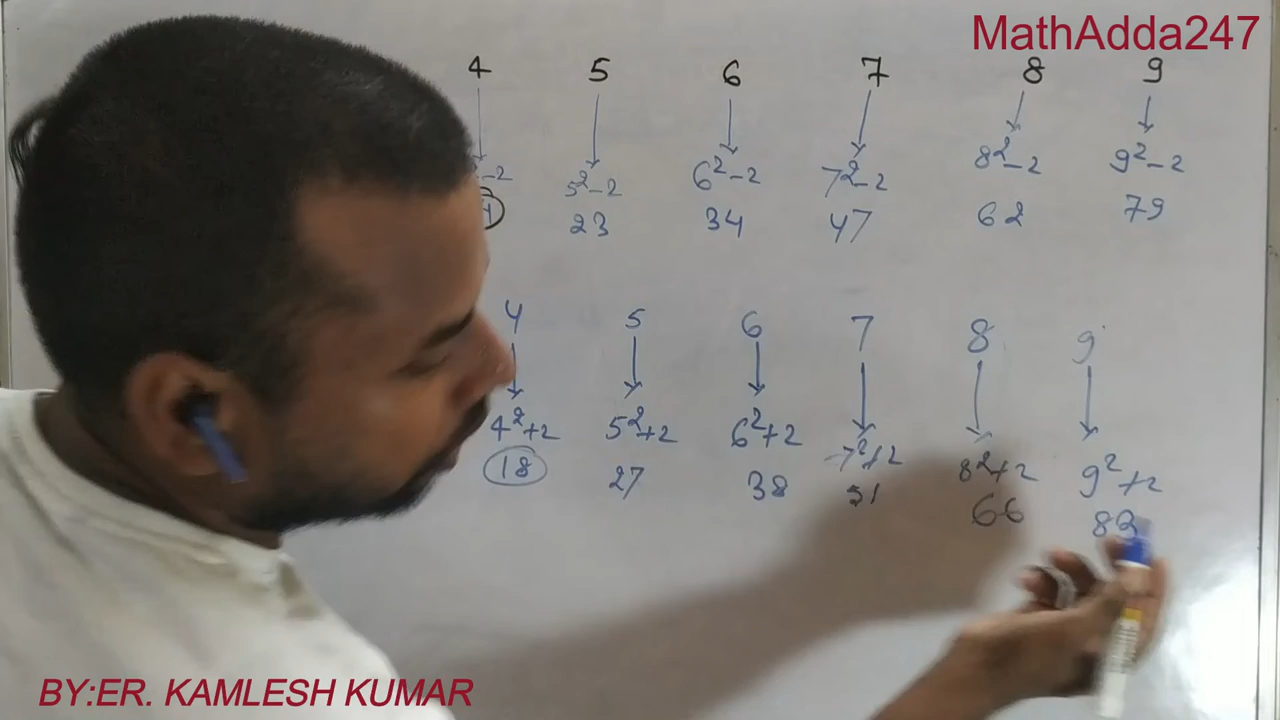 MathAdda247
4 5 6 7 8 9
-2 5²-2 6²-2 7²-2 8²-2 9²-2
23 34 47 62 79
4 5 6 7 8 9
4²+2 5²+2 6²+2 7²+2 8²+2 9²+2
18 27 38 51 66 83
BY:ER. KAMLESH KUMAR